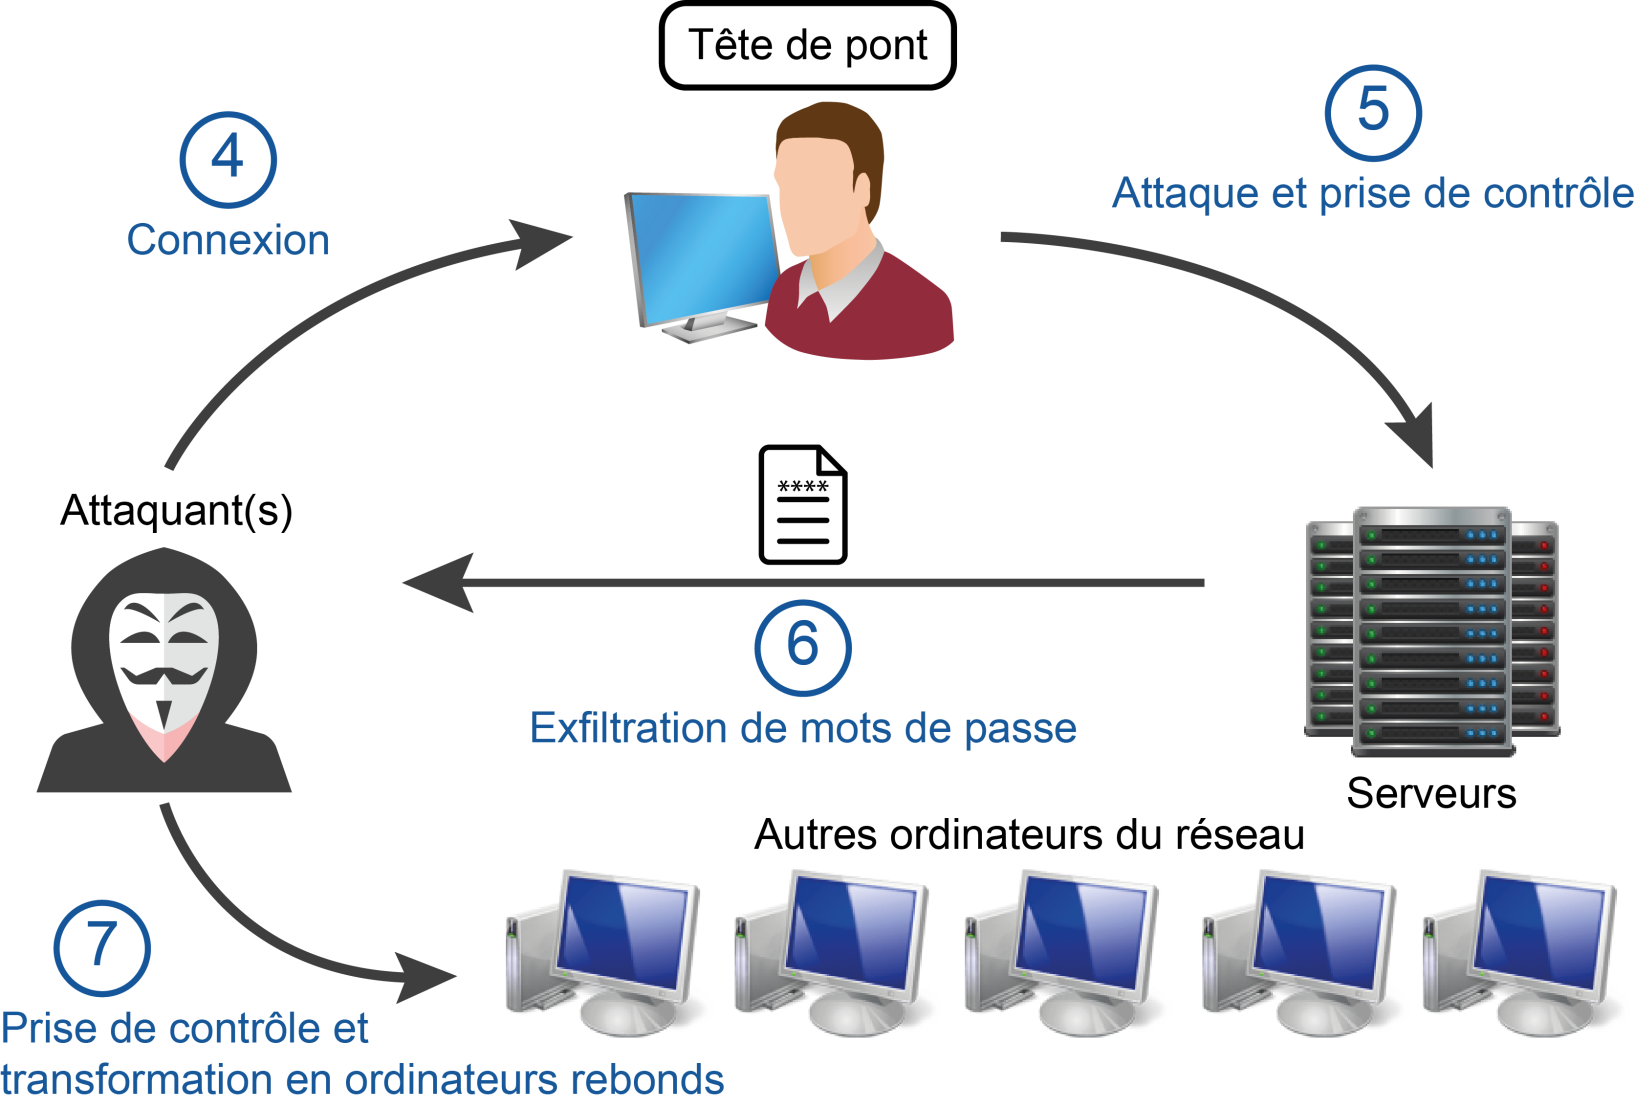 Tête de pont
4
Connexion
5
Attaque et prise de contrôle
Attaquant(s)
****
6
Exfiltration de mots de passe
Serveurs
Autres ordinateurs du réseau
7
Prise de contrôle et
transformation en ordinateurs rebonds